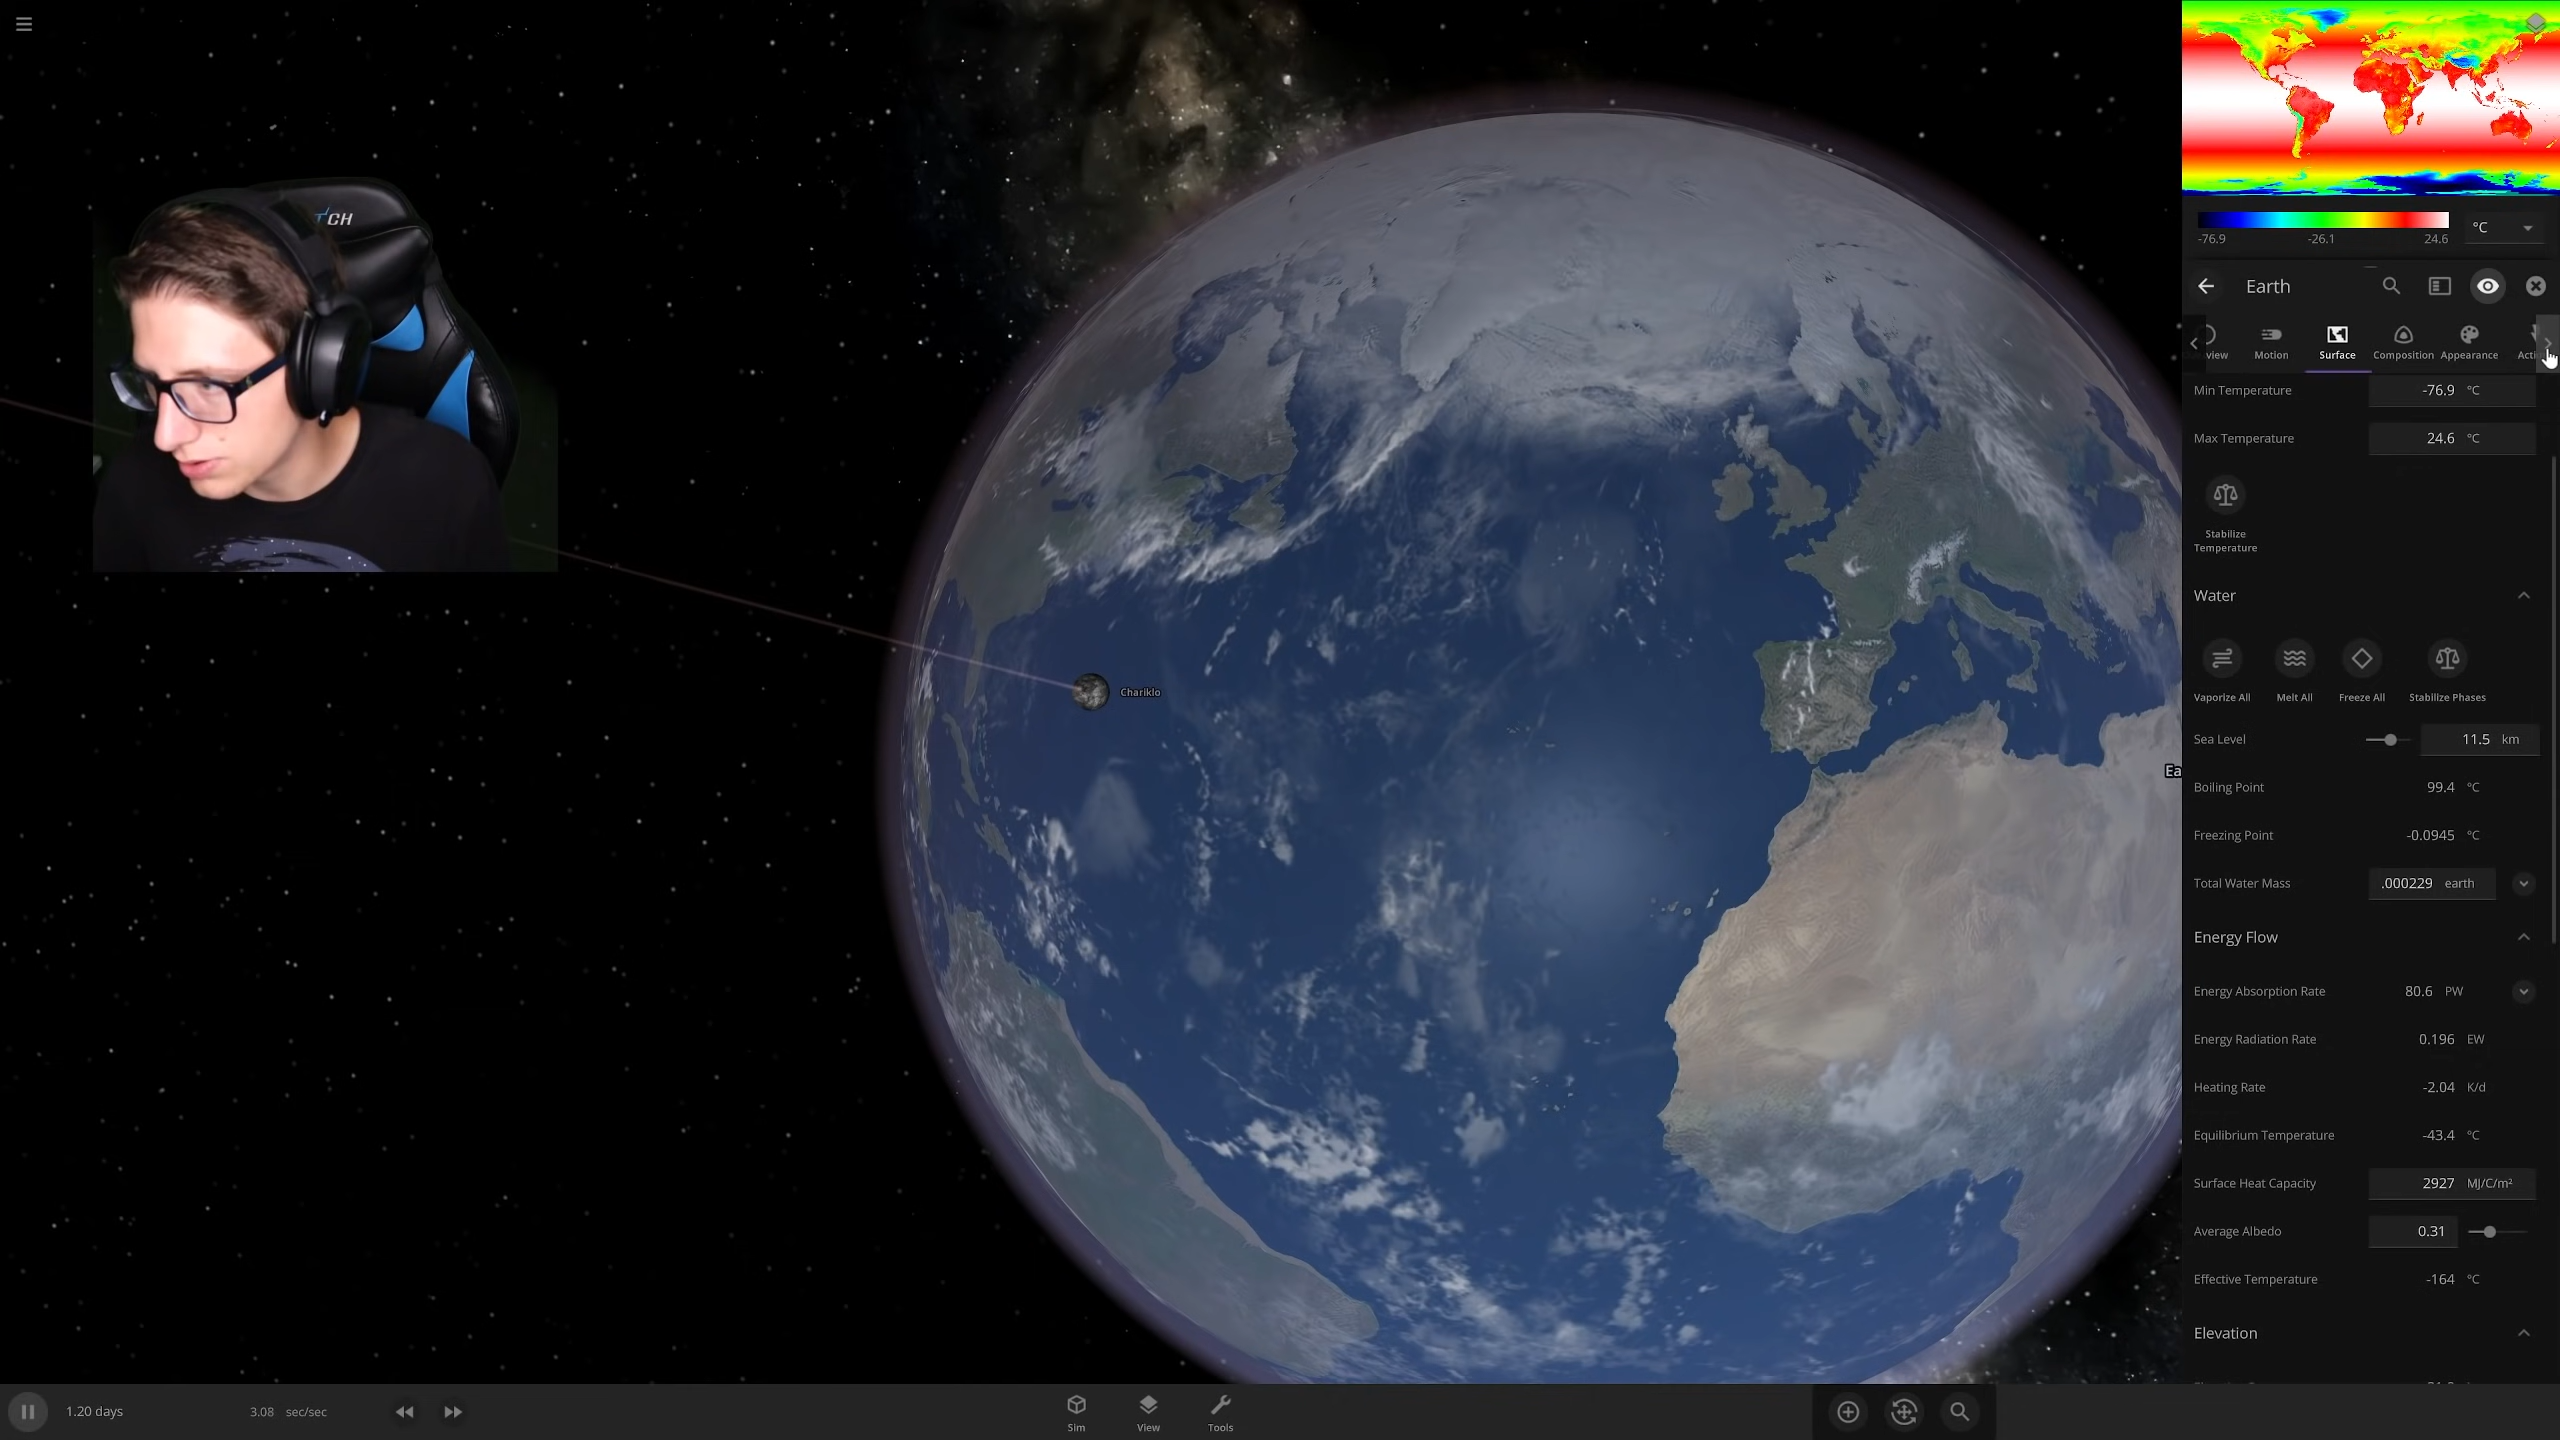 TCH
-76.9 -26.1 24.6 °C
Earth
view Motion Surface Composition Appearance Acti
Min Temperature -76.9 °C
Max Temperature 24.6 °C
Stabilize
Temperature
Water
Vaporize All Melt All Freeze All Stabilize Phases
Sea Level 11.5 km
Boiling Point 99.4 °C
Freezing Point -0.0945 °C
Total Water Mass .000229 earth
Energy Flow
Energy Absorption Rate 80.6 PW
Energy Radiation Rate 0.196 EW
Heating Rate -2.04 K/d
Equilibrium Temperature -43.4 °C
Surface Heat Capacity 2927 MJ/C/m²
Average Albedo 0.31
Effective Temperature -164 °C
Elevation
Chariklo
Ea
1.20 days 3.08 sec/sec
Sim View Tools